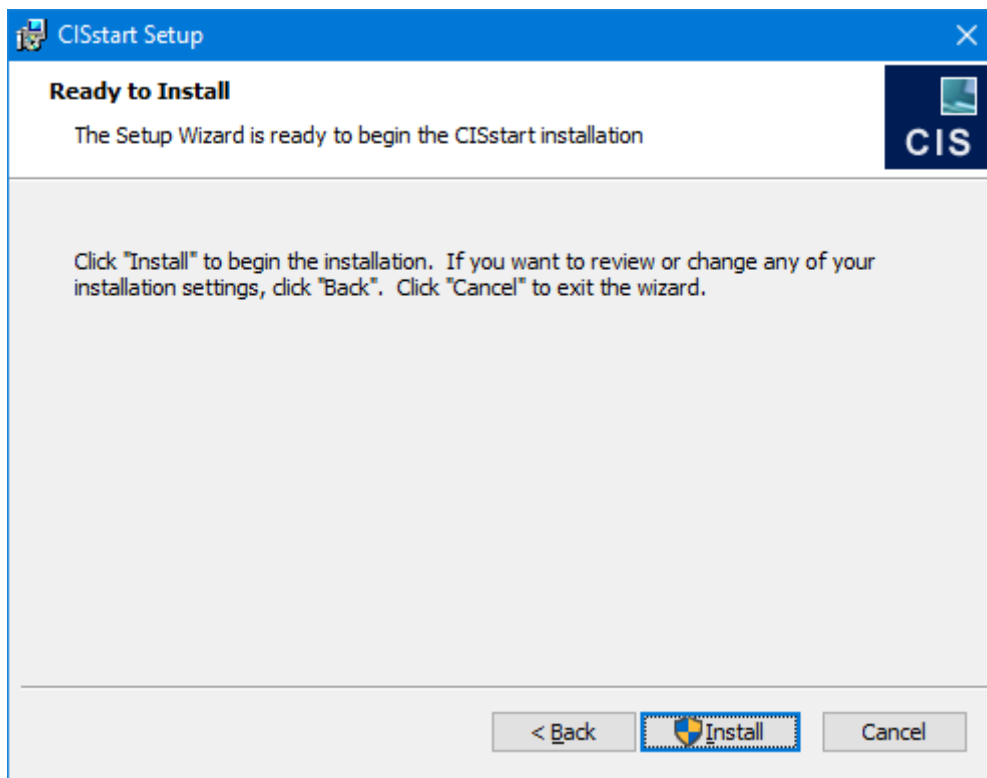 CISstart Setup
Ready to Install
The Setup Wizard is ready to begin the CISstart installation
CIS
Click "Install" to begin the installation.  If you want to review or change any of your
installation settings, click "Back".  Click "Cancel" to exit the wizard.
< Back
Install
Cancel